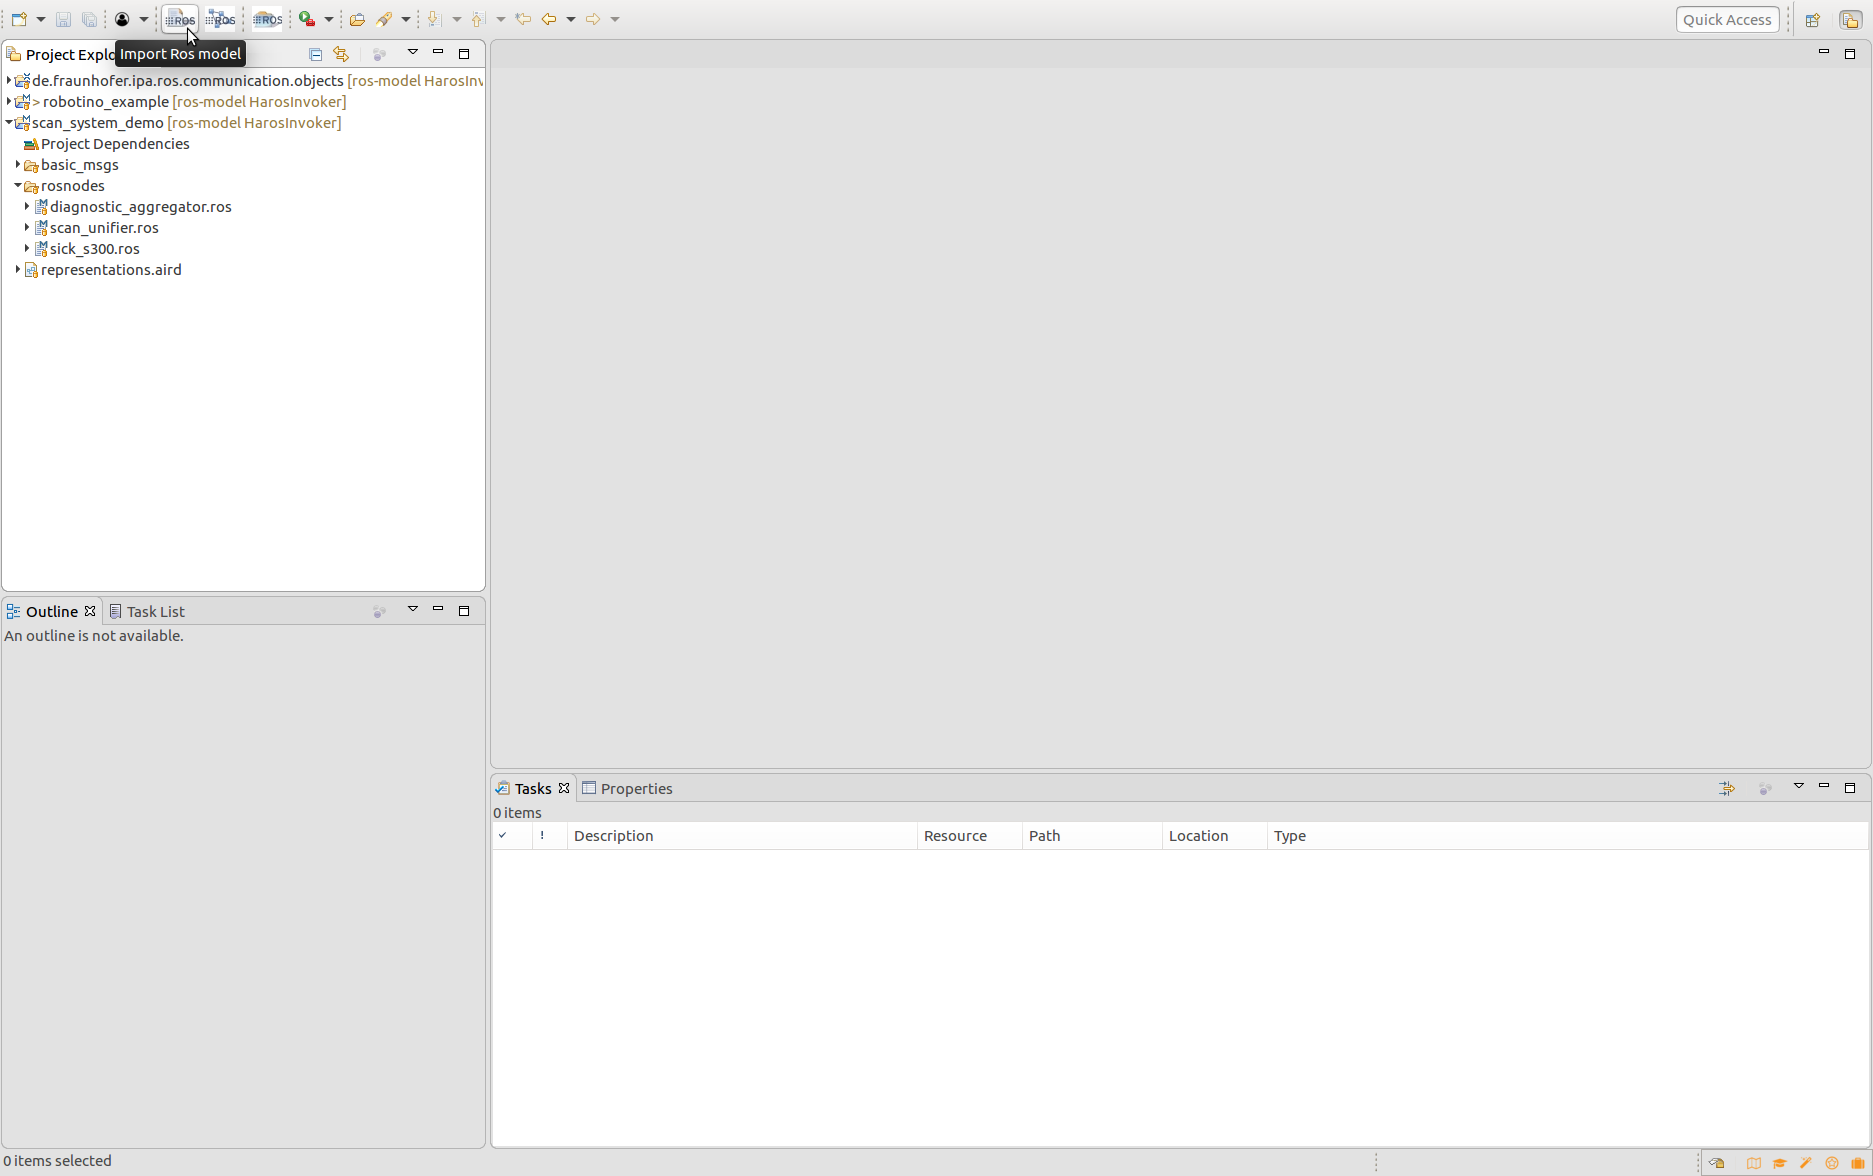 ROS
ROS
ROS
Quick Access
Project Explo
Import Ros model
de.fraunhofer.ipa.ros.communication.objects [ros-model HarosInv
> robotino_example [ros-model HarosInvoker]
scan_system_demo [ros-model HarosInvoker]
Project Dependencies
basic_msgs
rosnodes
diagnostic_aggregator.ros
scan_unifier.ros
sick_s300.ros
representations.aird
Outline
Task List
An outline is not available.
Tasks
Properties
0 items
! Description Resource Path Location Type
0 items selected